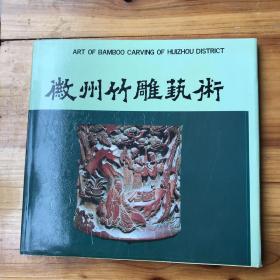 ART OF BAMBOO CARVING OF HUIZHOU DISTRICT
徽州竹雕藝術